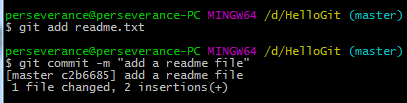 perseverance@perseverance-PC MINGW64 /d/HelloGit (master)
$ git add readme.txt
perseverance@perseverance-PC MINGW64 /d/HelloGit (master)
$ git commit -m "add a readme file"
[master c2b6685] add a readme file
 1 file changed, 2 insertions(+)